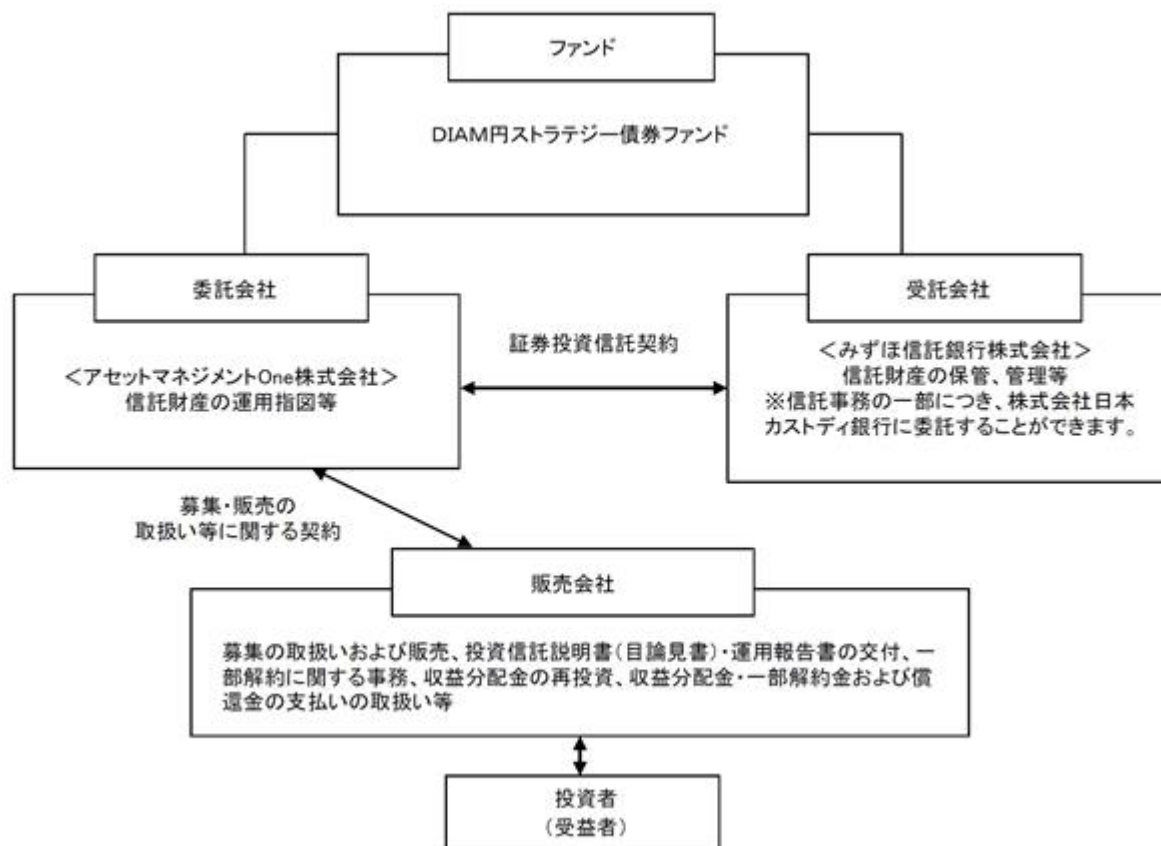 ファンド
DIAM円ストラテジー債券ファンド
委託会社
受託会社
<アセットマネジメントOne株式会社>
信託財産の運用指図等
証券投資信託契約
<みずほ信託銀行株式会社>
信託財産の保管、管理等
※信託事務の一部につき、株式会社日本
カストディ銀行に委託することができます。
募集・販売の
取扱い等に関する契約
販売会社
募集の取扱いおよび販売、投資信託説明書(目論見書)・運用報告書の交付、一
部解約に関する事務、収益分配金の再投資、収益分配金・一部解約金および償
還金の支払いの取扱い等
投資者
(受益者)